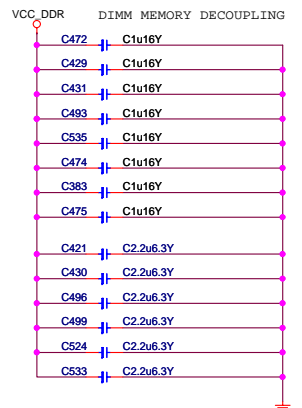 VCC_DDR DIMM MEMORY DECOUPLING
C472 C1u16Y
C429 C1u16Y
C431 C1u16Y
C493 C1u16Y
C535 C1u16Y
C474 C1u16Y
C383 C1u16Y
C475 C1u16Y
C421 C2.2u6.3Y
C430 C2.2u6.3Y
C496 C2.2u6.3Y
C499 C2.2u6.3Y
C524 C2.2u6.3Y
C533 C2.2u6.3Y